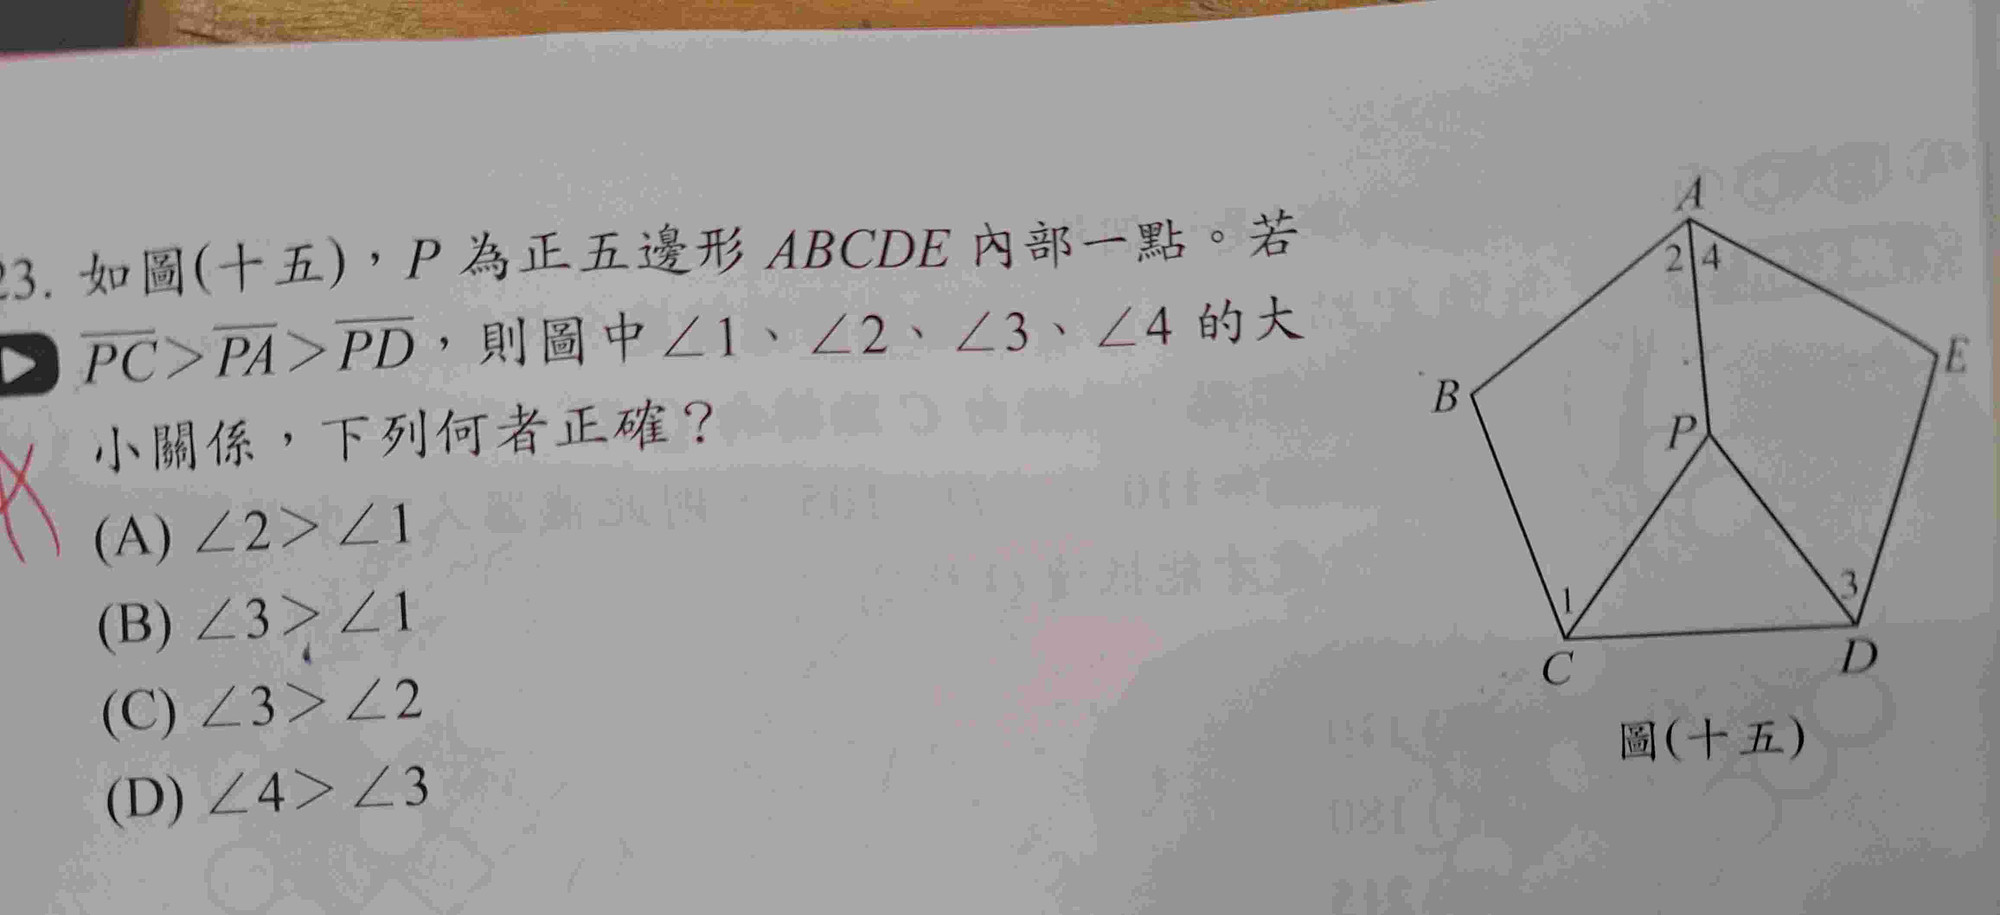 23. 如圖(十五)，P 為正五邊形 ABCDE 內部一點。若
PC>PA>PD，則圖中∠1、∠2、∠3、∠4 的大
小關係，下列何者正確？
(A) ∠2>∠1
(B) ∠3>∠1
(C) ∠3>∠2
(D) ∠4>∠3
A
2 4
E
B
P
1
3
C
D
圖(十五)